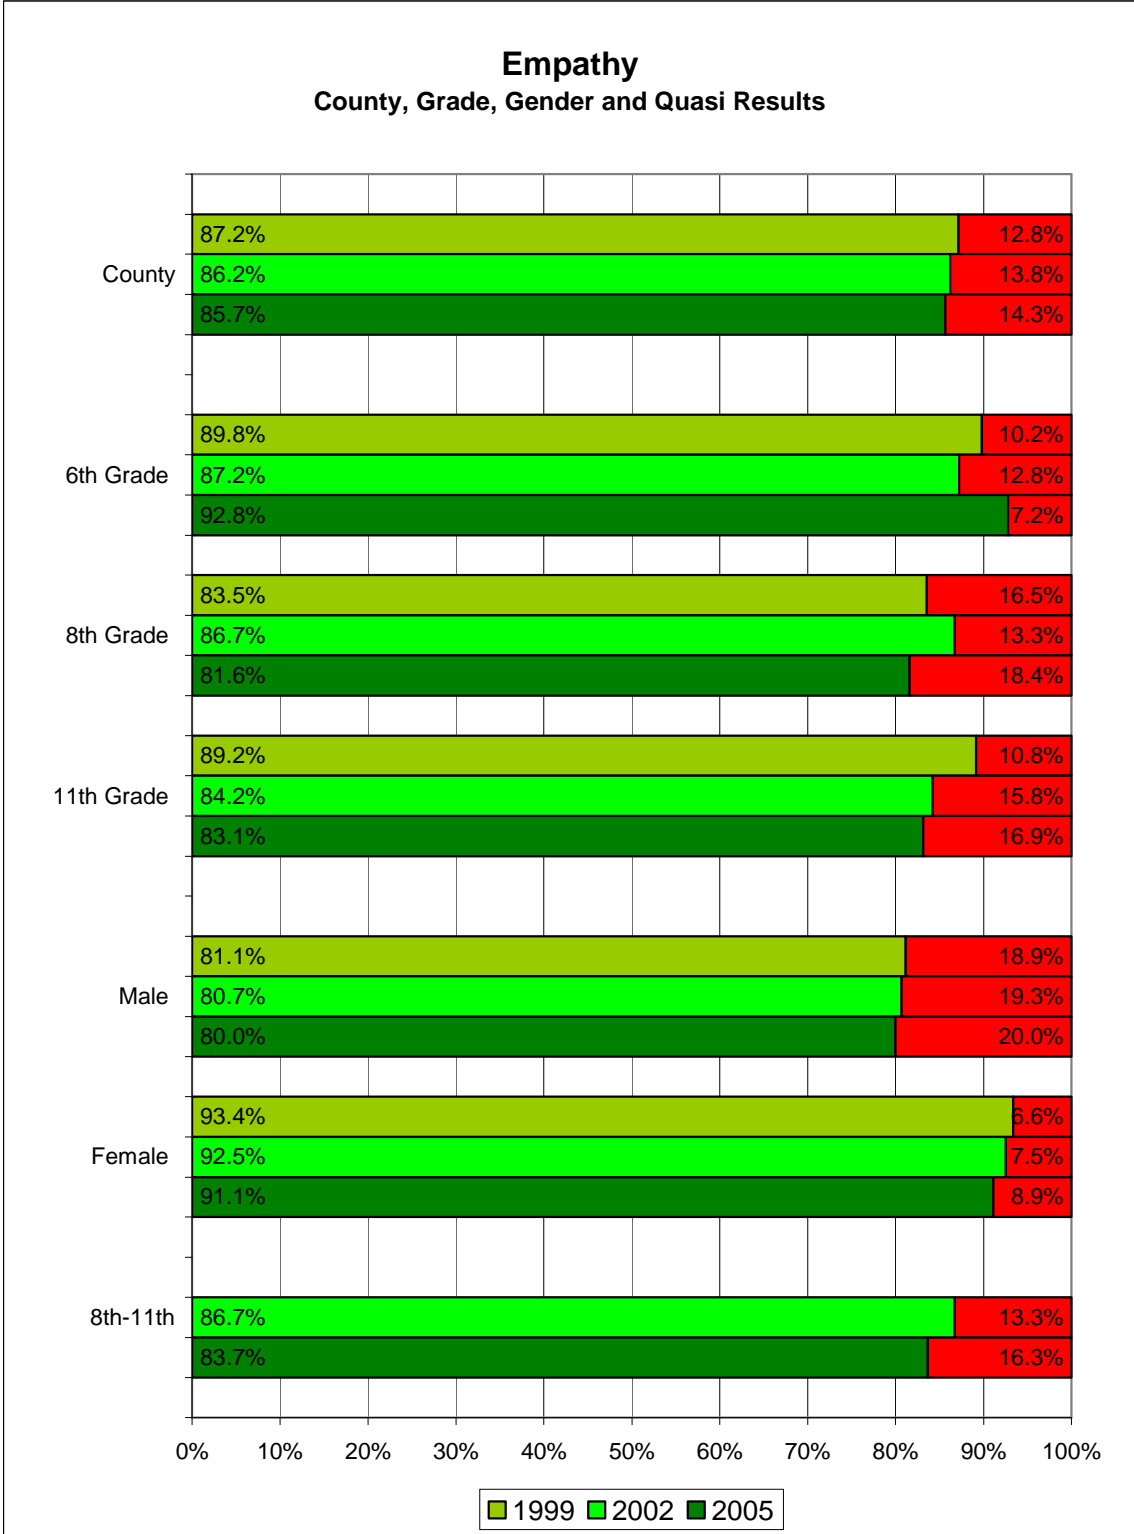 Empathy
County, Grade, Gender and Quasi Results
87.2% 12.8%
County 86.2% 13.8%
85.7% 14.3%
89.8% 10.2%
6th Grade 87.2% 12.8%
92.8% 7.2%
83.5% 16.5%
8th Grade 86.7% 13.3%
81.6% 18.4%
89.2% 10.8%
11th Grade 84.2% 15.8%
83.1% 16.9%
81.1% 18.9%
Male 80.7% 19.3%
80.0% 20.0%
93.4% 6.6%
Female 92.5% 7.5%
91.1% 8.9%
8th-11th 86.7% 13.3%
83.7% 16.3%
0% 10% 20% 30% 40% 50% 60% 70% 80% 90% 100%
1999 2002 2005